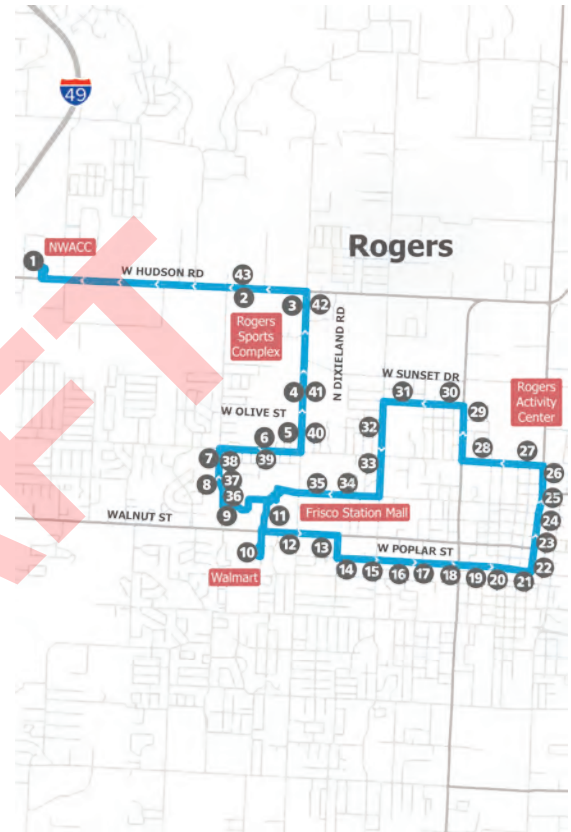 49
NWACC
1
Rogers
W HUDSON RD
43
2
3
42
Rogers
Sports
Complex
N DIXIELAND RD
W SUNSET DR
31
30
Rogers
Activity
Center
4
41
29
W OLIVE ST
32
5
40
6
39
7
38
28
27
33
26
8
37
35
34
25
36
9
11
Frisco Station Mall
24
WALNUT ST
10
12
13
W POPLAR ST
23
Walmart
14
15
16
17
18
19
20
21
22